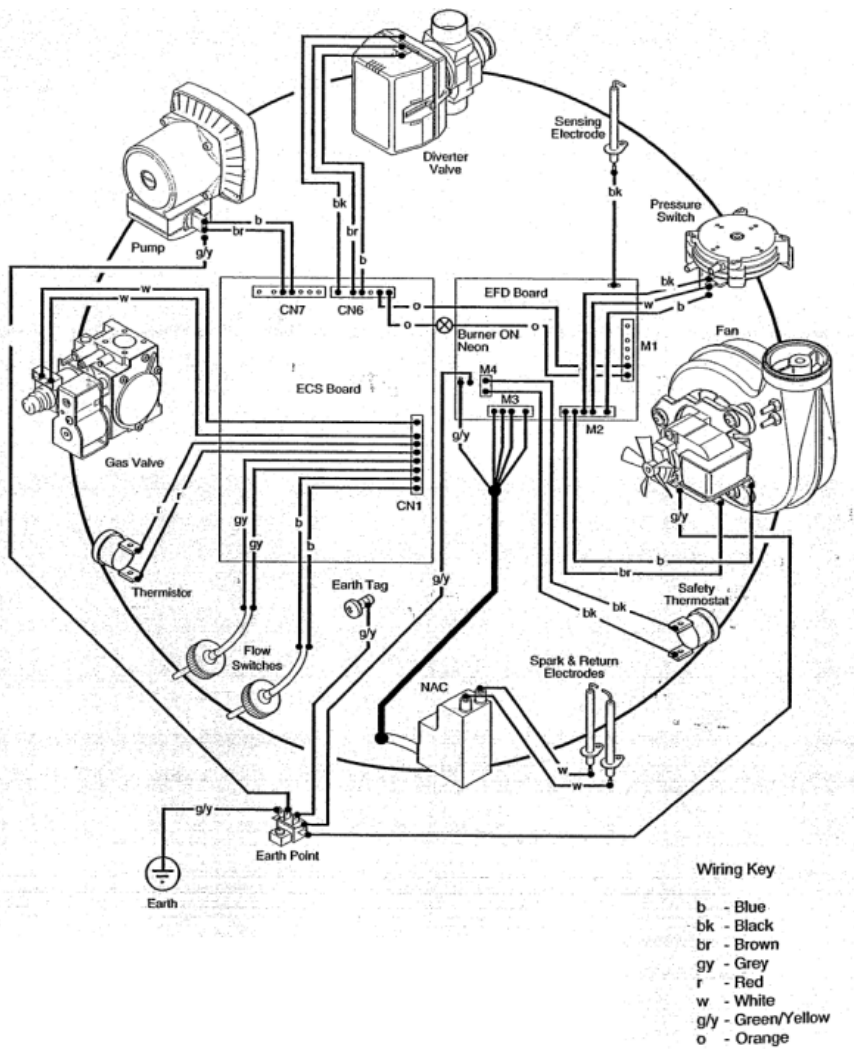 Diverter
Valve
Sensing
Electrode
Pressure
Switch
Pump
bk
br
b
b
br
g/y
bk
bk
w
b
w
w
CN7
CN6
EFD Board
o
o
o
o
Burner ON
Neon
M1
Fan
ECS Board
M4
M3
M2
g/y
Gas Valve
CN1
r
r
gy
gy
b
b
g/y
b
br
g/y
Thermistor
Earth Tag
g/y
Safety
Thermostat
bk
bk
Flow
Switches
NAC
Spark & Return
Electrodes
w
w
g/y
Earth Point
Earth
Wiring Key
b - Blue
bk - Black
br - Brown
gy - Grey
r - Red
w - White
g/y - Green/Yellow
o - Orange